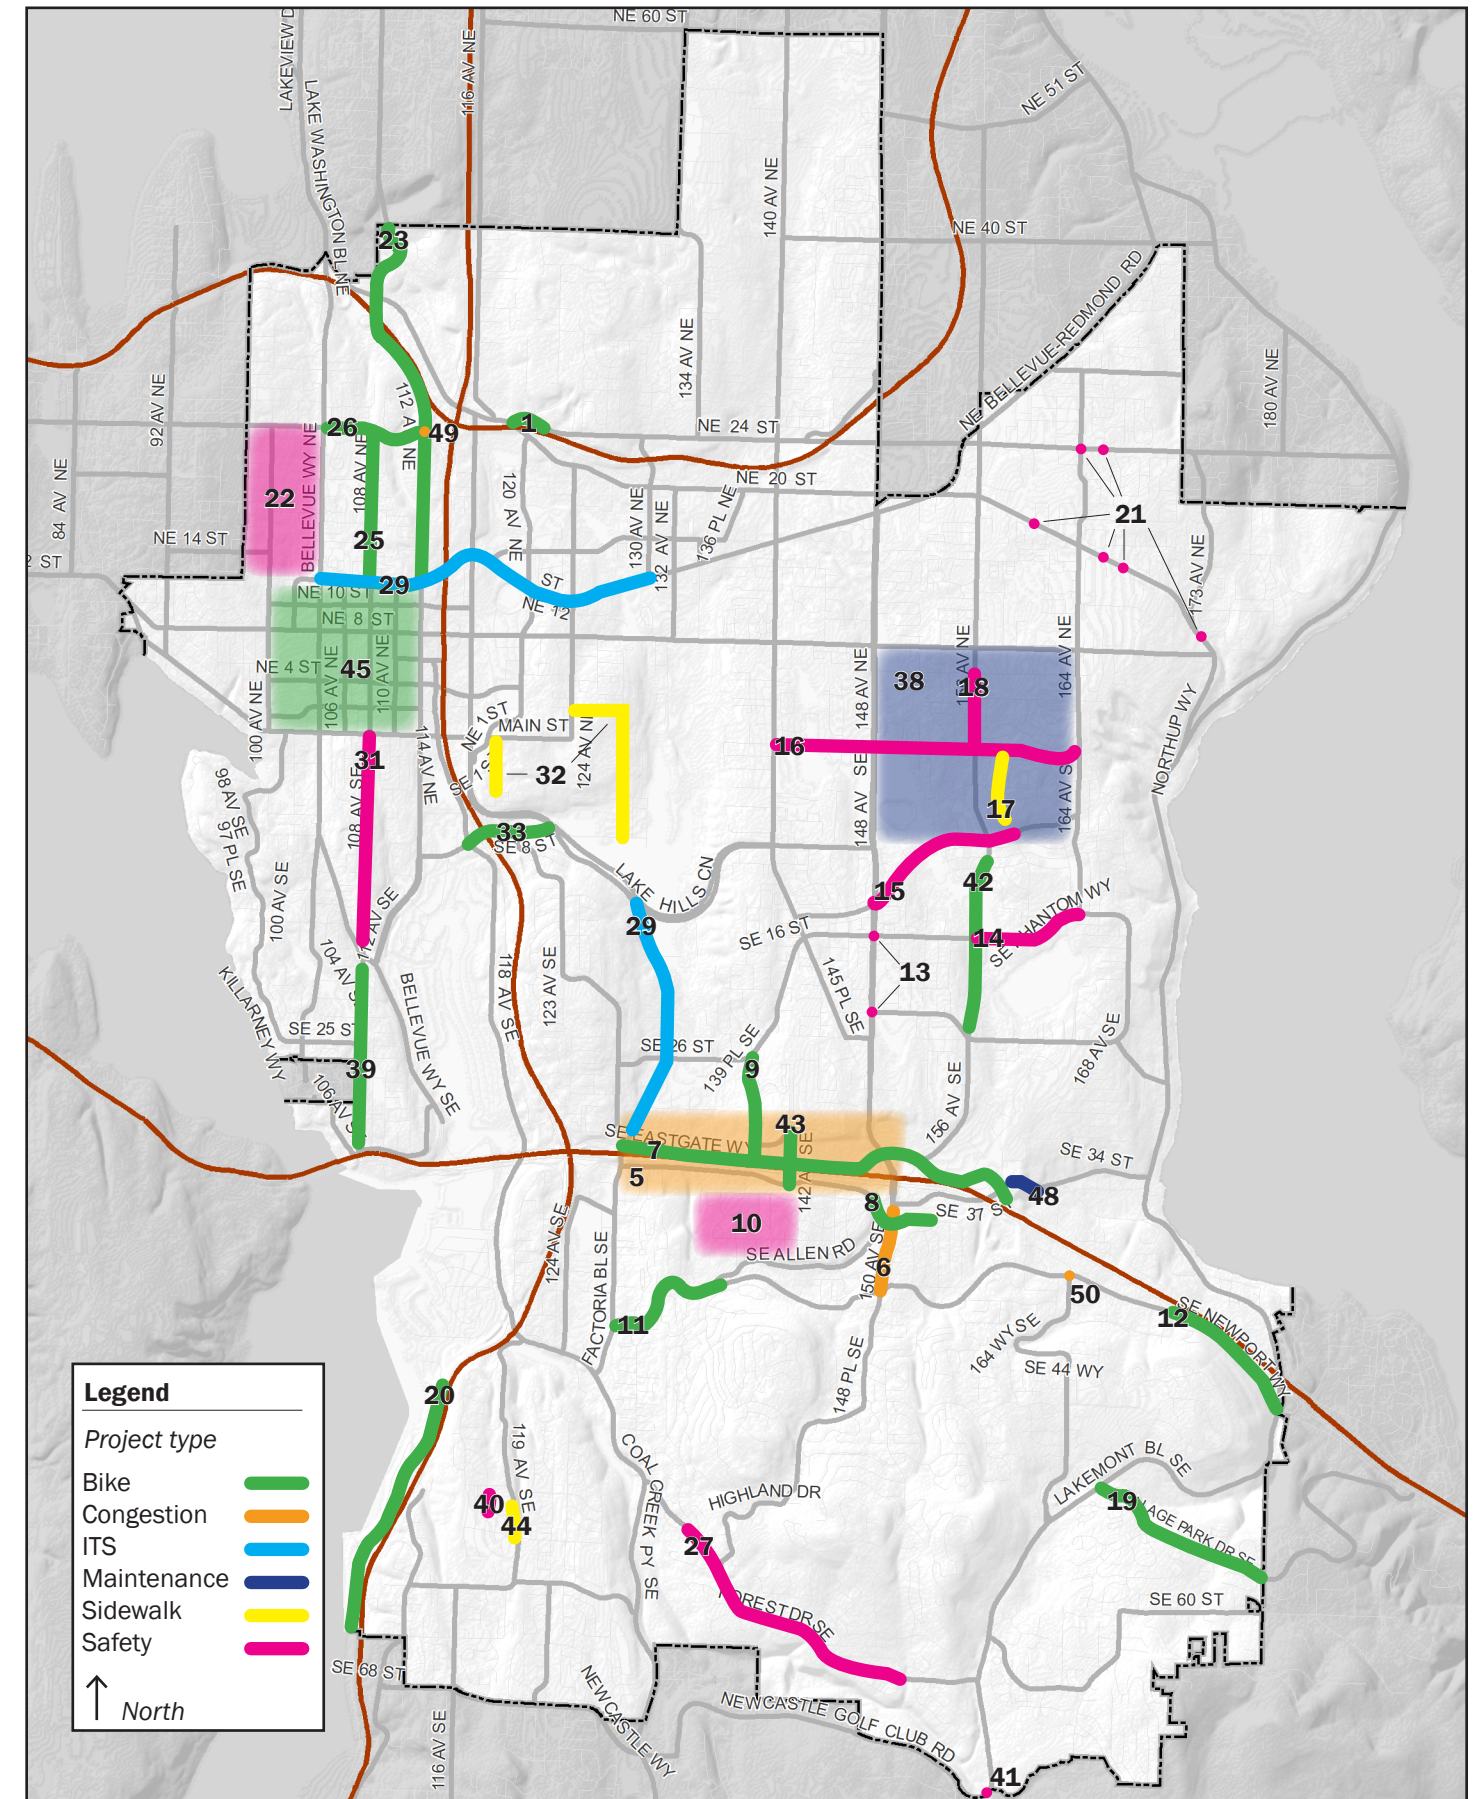 NE 60 ST
LAKEVIEW D
LAKE WASHINGTON BL NE
116 AV NE
NE 51 ST
140 AV NE
NE 40 ST
23
NE BELLEVUE-REDMOND RD
134 AV NE
180 AV NE
92 AV NE
112 A
NE
26
49
1
NE 24 ST
84 AV NE
BELLEVUE WY NE
108 AV NE
22
25
120 AV NE
NE 20 ST
130 AV NE
132 AV NE
136 PL NE
21
NE 14 ST
ST
173 AV NE
29
NE 10 ST
ST
NE 12
NE 8 ST
NE 4 ST
45
106 AV NE
110 AV NE
100 AV NE
148 AV NE
38
18
164 AV NE
NE 1 ST
MAIN ST
124 AV NE
114 AV NE
31
SE 1 S
32
16
148 AV SE
17
164 AV S
NORTHUP WY
98 AV SE
97 PL SE
108 AV SE
33
SE 8 ST
LAKE HILLS CN
100 AV SE
112 AV SE
15
42
SE PHANTOM WY
14
29
SE 16 ST
104 AV S
KILLARNEY WY
BELLEVUE WY SE
118 AV SE
123 AV SE
145 PL SE
13
SE 25 ST
SE 26 ST
139 PL SE
9
168 AV SE
39
106 AV S
156 AV SE
43
SE EASTGATE W
7
5
142 A SE
SE 34 ST
48
8
SE 37 S
10
SE ALLEN RD
150 AV SE
6
124 AV SE
FACTORIA BL SE
50
11
12
SE NEWPORT WY
164 WY SE
SE 44 WY
148 PL SE
20
119 AV SE
COAL CREEK PY SE
HIGHLAND DR
LAKEMONT BL SE
19
LAGE PARK DR SE
40
44
27
FOREST DR SE
SE 60 ST
SE 68 ST
NEWCASTLE WY
NEWCASTLE GOLF CLUB RD
116 AV SE
41
Legend
Project type
Bike
Congestion
ITS
Maintenance
Sidewalk
Safety
North